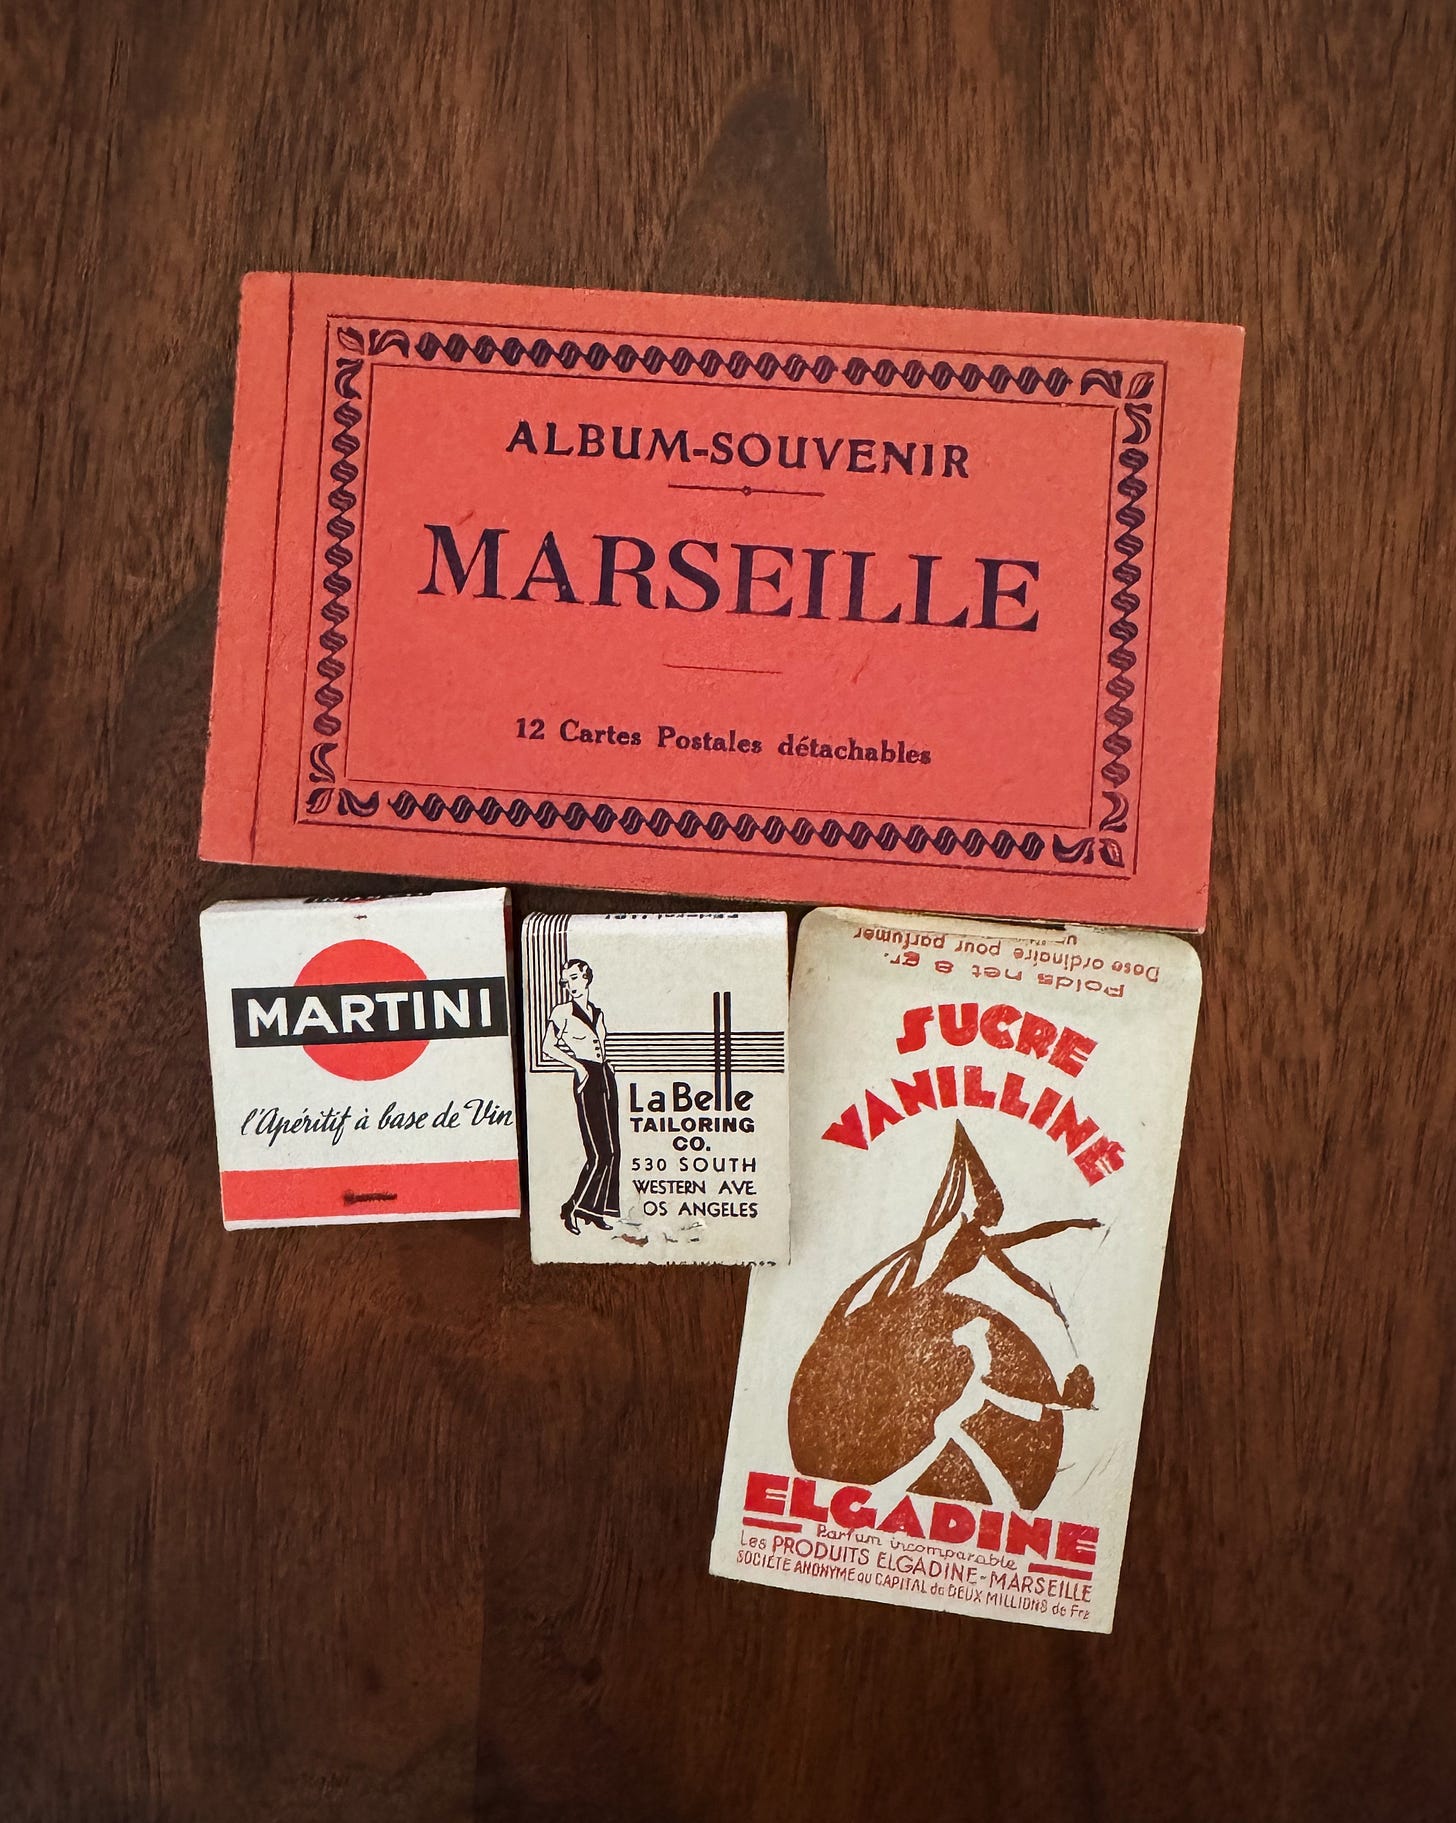 ALBUM-SOUVENIR
MARSEILLE
12 Cartes Postales détachables
MARTINI
l'Apéritif à base de Vin
La Belle
TAILORING
CO.
530 SOUTH
WESTERN AVE.
OS ANGELES
Dose ordinaire pour parfumer
Poids net 8 gr.
SUCRE
VANILLINE
ELGADINE
Parfum incomparable
Les PRODUITS ELGADINE-MARSEILLE
SOCIÉTÉ ANONYME au CAPITAL de DEUX MILLIONS de Frs